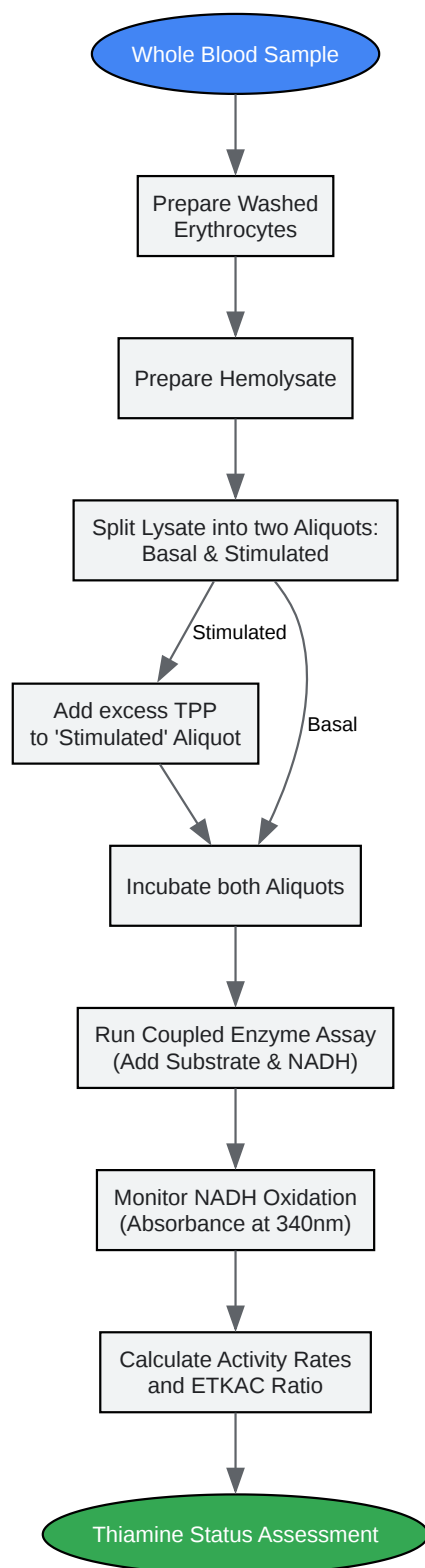 Whole Blood Sample
Prepare Washed
Erythrocytes
Prepare Hemolysate
Split Lysate into two Aliquots:
Basal & Stimulated
Stimulated
Add excess TPP
to 'Stimulated' Aliquot
Basal
Incubate both Aliquots
Run Coupled Enzyme Assay
(Add Substrate & NADH)
Monitor NADH Oxidation
(Absorbance at 340nm)
Calculate Activity Rates
and ETKAC Ratio
Thiamine Status Assessment